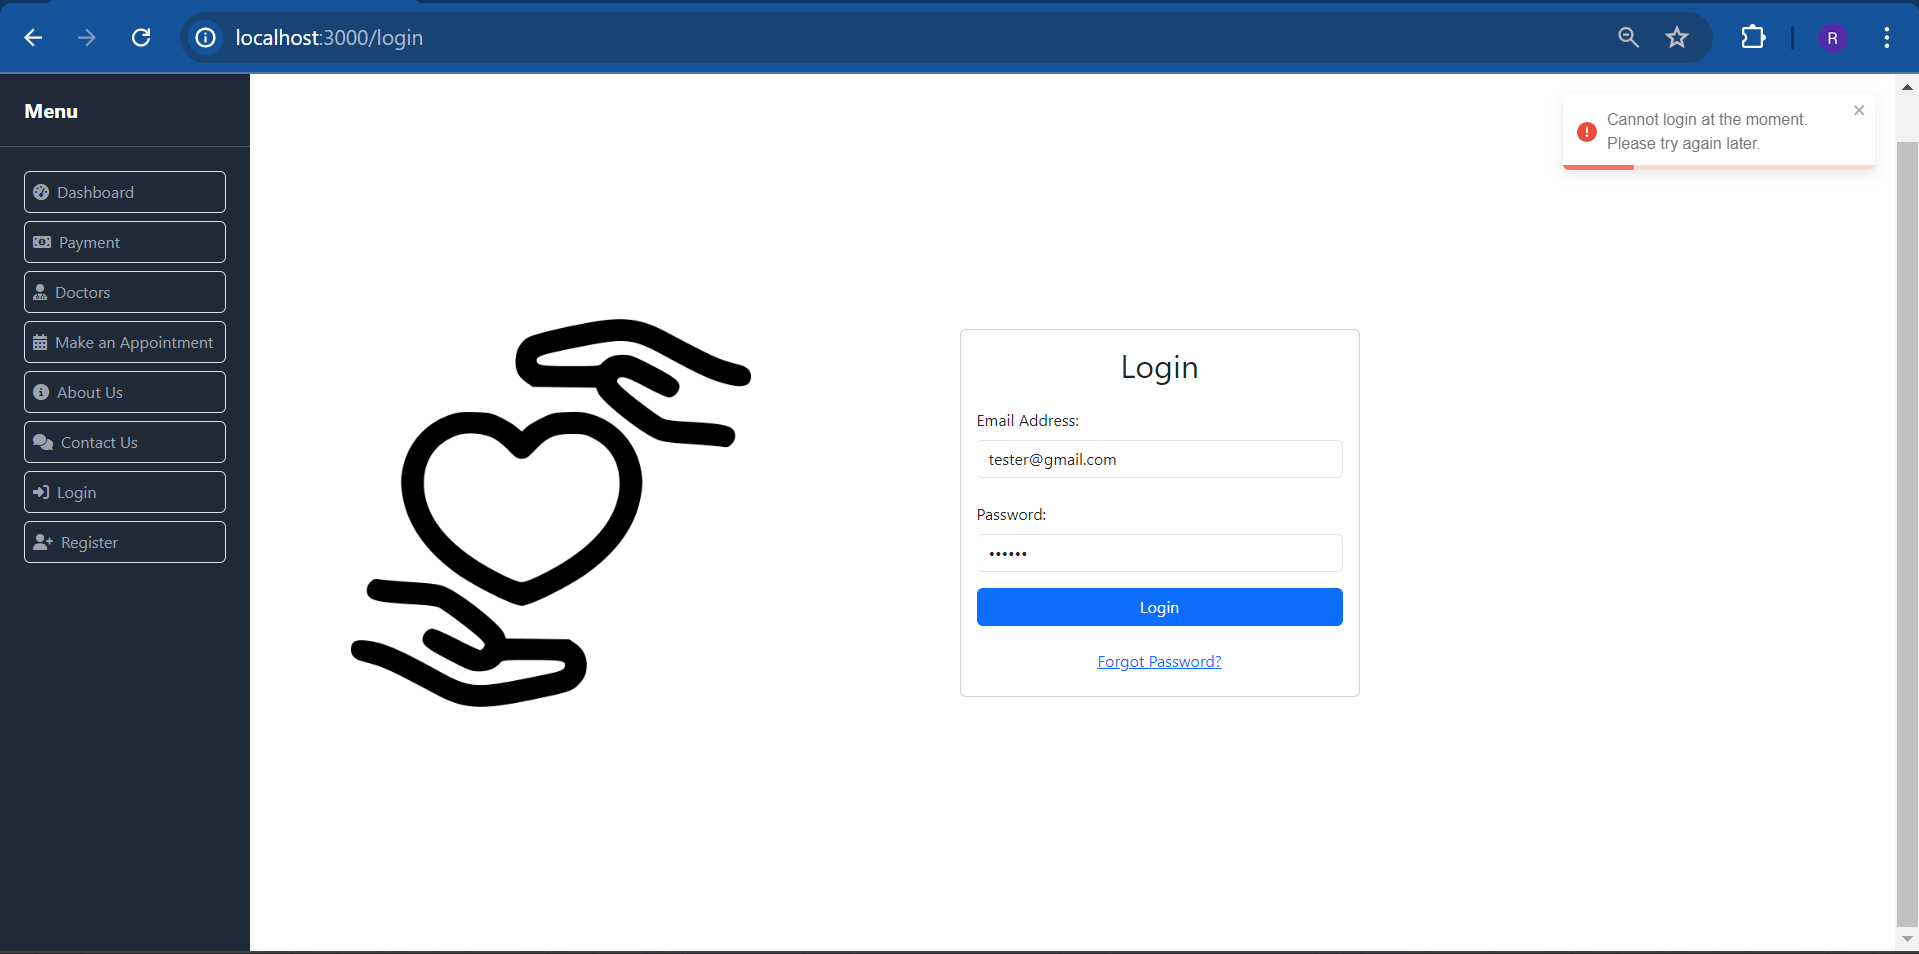 localhost:3000/login
R
Menu
Dashboard
Payment
Doctors
Make an Appointment
About Us
Contact Us
Login
Register
Cannot login at the moment.
Please try again later.
Login
Email Address:
tester@gmail.com
Password:
••••••
Login
Forgot Password?